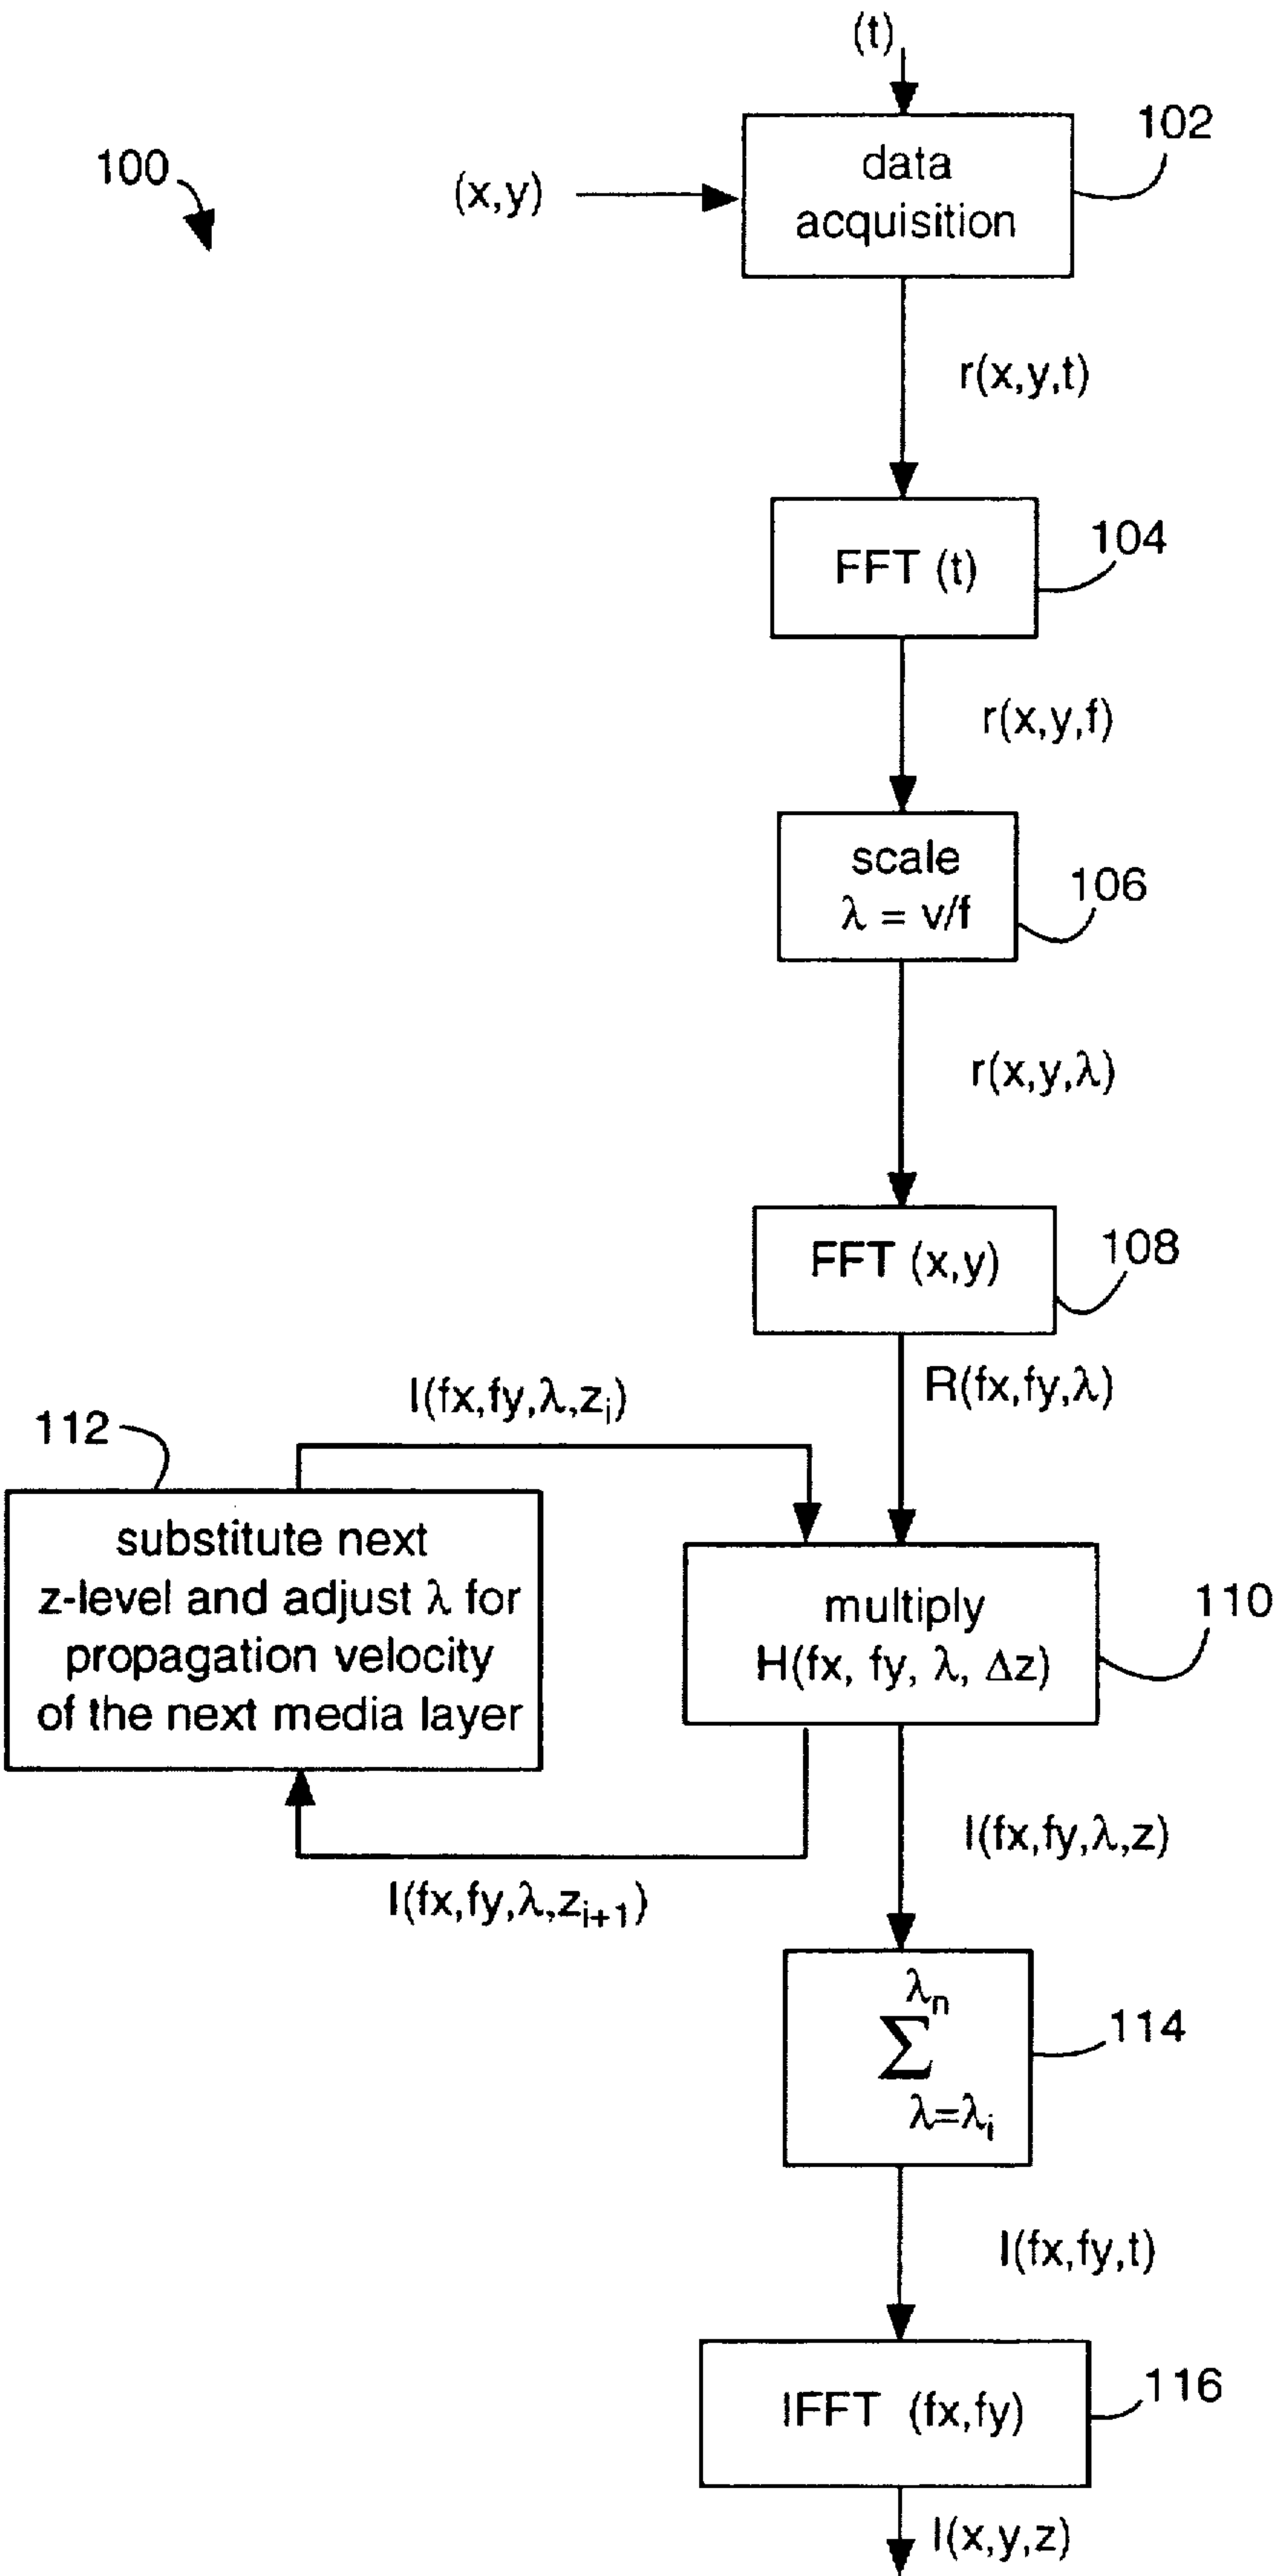 (t)
100
(x,y)
data
acquisition
102
r(x,y,t)
FFT (t)
104
r(x,y,f)
scale
λ = v/f
106
r(x,y,λ)
FFT (x,y)
108
R(fx,fy,λ)
I(fx,fy,λ,zi)
112
substitute next
z-level and adjust λ for
propagation velocity
of the next media layer
multiply
H(fx, fy, λ, Δz)
110
I(fx,fy,λ,z)
I(fx,fy,λ,zi+1)
λn
Σ
λ=λi
114
I(fx,fy,t)
IFFT (fx,fy)
116
I(x,y,z)